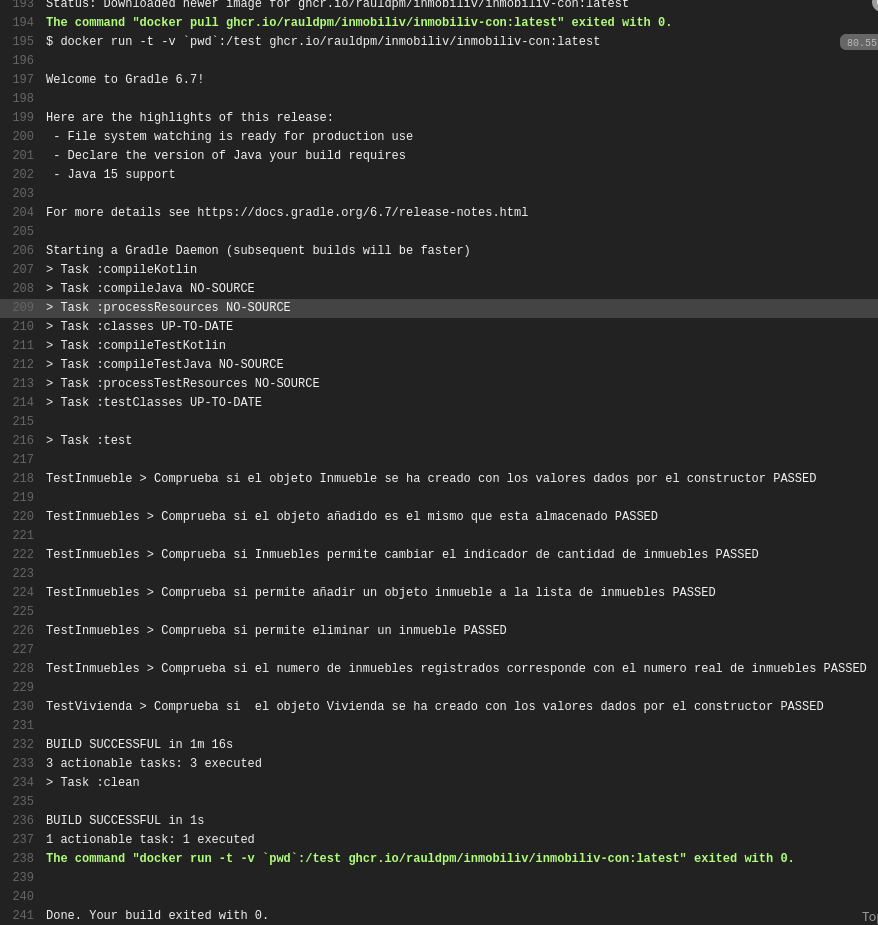 193 Status: Downloaded newer image for ghcr.io/rauldpm/inmobiliv/inmobiliv-con:latest
194 The command "docker pull ghcr.io/rauldpm/inmobiliv/inmobiliv-con:latest" exited with 0.
195 $ docker run -t -v `pwd`:/test ghcr.io/rauldpm/inmobiliv/inmobiliv-con:latest 80.55
196
197 Welcome to Gradle 6.7!
198
199 Here are the highlights of this release:
200  - File system watching is ready for production use
201  - Declare the version of Java your build requires
202  - Java 15 support
203
204 For more details see https://docs.gradle.org/6.7/release-notes.html
205
206 Starting a Gradle Daemon (subsequent builds will be faster)
207 > Task :compileKotlin
208 > Task :compileJava NO-SOURCE
209 > Task :processResources NO-SOURCE
210 > Task :classes UP-TO-DATE
211 > Task :compileTestKotlin
212 > Task :compileTestJava NO-SOURCE
213 > Task :processTestResources NO-SOURCE
214 > Task :testClasses UP-TO-DATE
215
216 > Task :test
217
218 TestInmueble > Comprueba si el objeto Inmueble se ha creado con los valores dados por el constructor PASSED
219
220 TestInmuebles > Comprueba si el objeto añadido es el mismo que esta almacenado PASSED
221
222 TestInmuebles > Comprueba si Inmuebles permite cambiar el indicador de cantidad de inmuebles PASSED
223
224 TestInmuebles > Comprueba si permite añadir un objeto inmueble a la lista de inmuebles PASSED
225
226 TestInmuebles > Comprueba si permite eliminar un inmueble PASSED
227
228 TestInmuebles > Comprueba si el numero de inmuebles registrados corresponde con el numero real de inmuebles PASSED
229
230 TestVivienda > Comprueba si  el objeto Vivienda se ha creado con los valores dados por el constructor PASSED
231
232 BUILD SUCCESSFUL in 1m 16s
233 3 actionable tasks: 3 executed
234 > Task :clean
235
236 BUILD SUCCESSFUL in 1s
237 1 actionable task: 1 executed
238 The command "docker run -t -v `pwd`:/test ghcr.io/rauldpm/inmobiliv/inmobiliv-con:latest" exited with 0.
239
240
241 Done. Your build exited with 0.